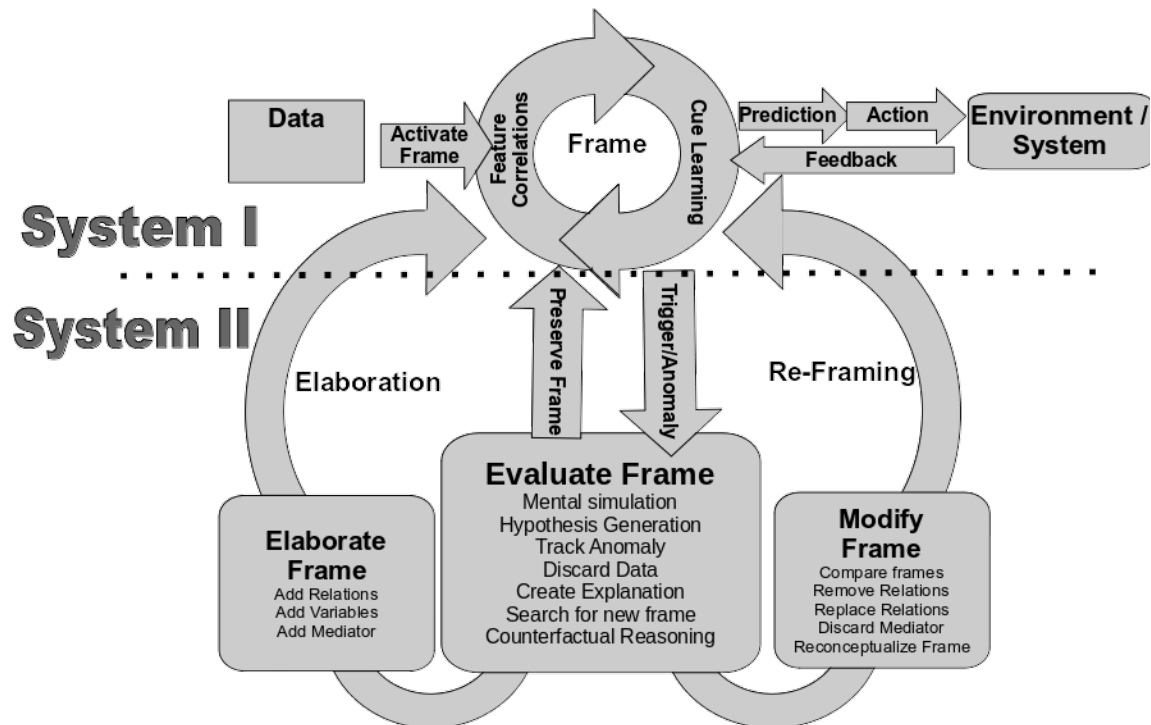 Data
Activate
Frame
Feature
Correlations
Frame
Cue Learning
Prediction
Action
Feedback
Environment /
System
System I
System II
Elaboration
Preserve Frame
Trigger/Anomaly
Re-Framing
Elaborate
Frame
Add Relations
Add Variables
Add Mediator
Evaluate Frame
Mental simulation
Hypothesis Generation
Track Anomaly
Discard Data
Create Explanation
Search for new frame
Counterfactual Reasoning
Modify
Frame
Compare frames
Remove Relations
Replace Relations
Discard Mediator
Reconceptualize Frame